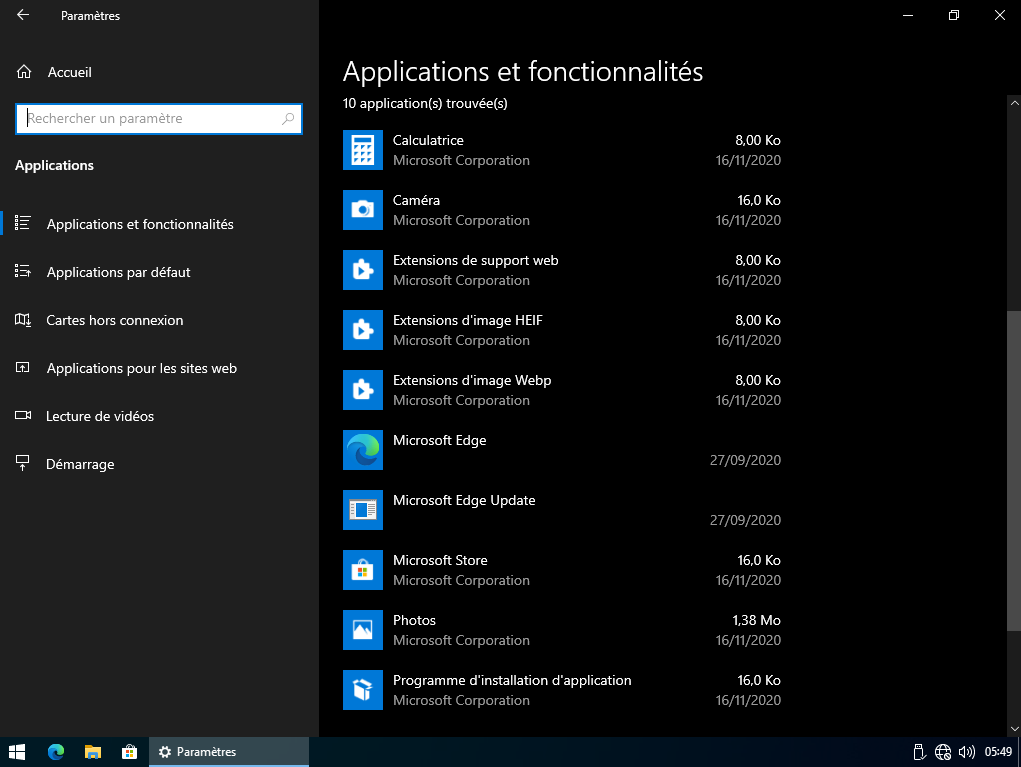 Paramètres
Accueil
Rechercher un paramètre
Applications
Applications et fonctionnalités
Applications par défaut
Cartes hors connexion
Applications pour les sites web
Lecture de vidéos
Démarrage
Applications et fonctionnalités
10 application(s) trouvée(s)
Calculatrice 8,00 Ko
Microsoft Corporation 16/11/2020
Caméra 16,0 Ko
Microsoft Corporation 16/11/2020
Extensions de support web 8,00 Ko
Microsoft Corporation 16/11/2020
Extensions d'image HEIF 8,00 Ko
Microsoft Corporation 16/11/2020
Extensions d'image Webp 8,00 Ko
Microsoft Corporation 16/11/2020
Microsoft Edge
27/09/2020
Microsoft Edge Update
27/09/2020
Microsoft Store 16,0 Ko
Microsoft Corporation 16/11/2020
Photos 1,38 Mo
Microsoft Corporation 16/11/2020
Programme d'installation d'application 16,0 Ko
Microsoft Corporation 16/11/2020
Paramètres 05:49